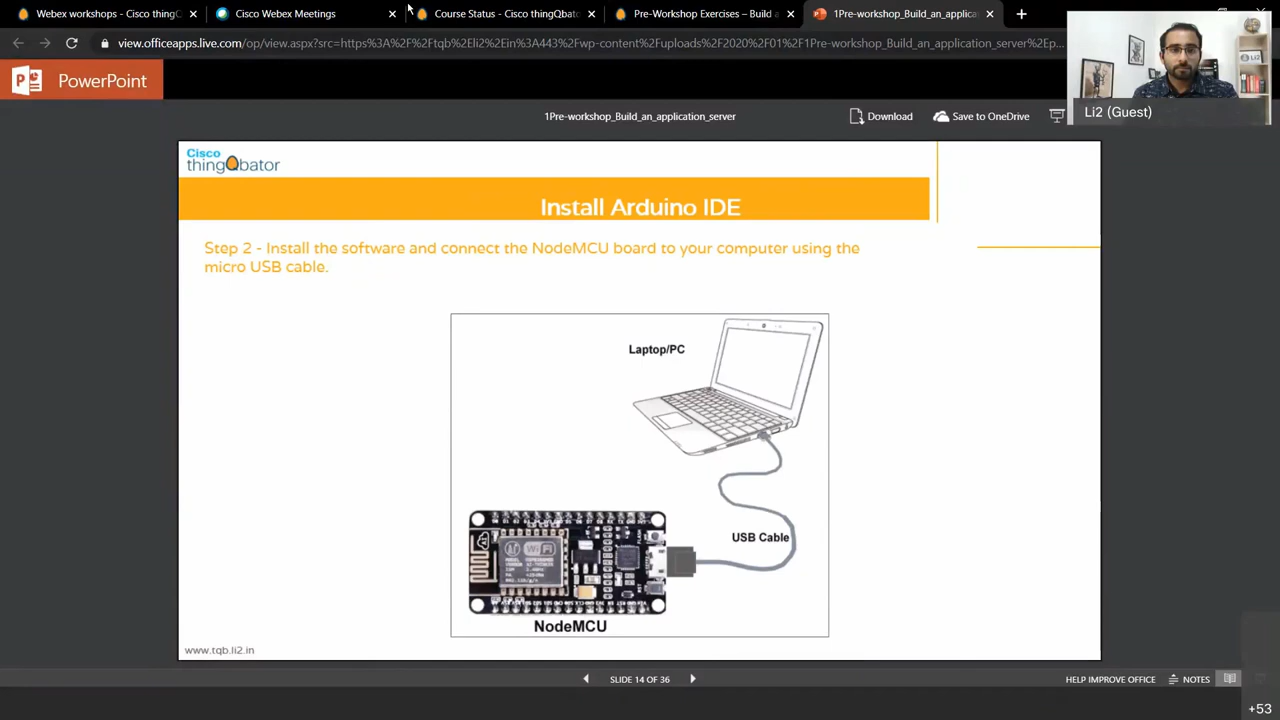 Webex workshops - Cisco thingQ
Cisco Webex Meetings
Course Status - Cisco thingQbato
Pre-Workshop Exercises – Build a
1Pre-workshop_Build_an_applica
view.officeapps.live.com/op/view.aspx?src=https%3A%2F%2Ftqb%2Eli2%2Ein%3A443%2Fwp-content%2Fuploads%2F2020%2F01%2F1Pre-workshop_Build_an_application_server%2Ep...
PowerPoint
Li2 (Guest)
1Pre-workshop_Build_an_application_server
Download
Save to OneDrive
Cisco
thingQbator
Install Arduino IDE
Step 2 - Install the software and connect the NodeMCU board to your computer using the
micro USB cable.
Laptop/PC
USB Cable
NodeMCU
www.tqb.li2.in
SLIDE 14 OF 36
HELP IMPROVE OFFICE
NOTES
+53